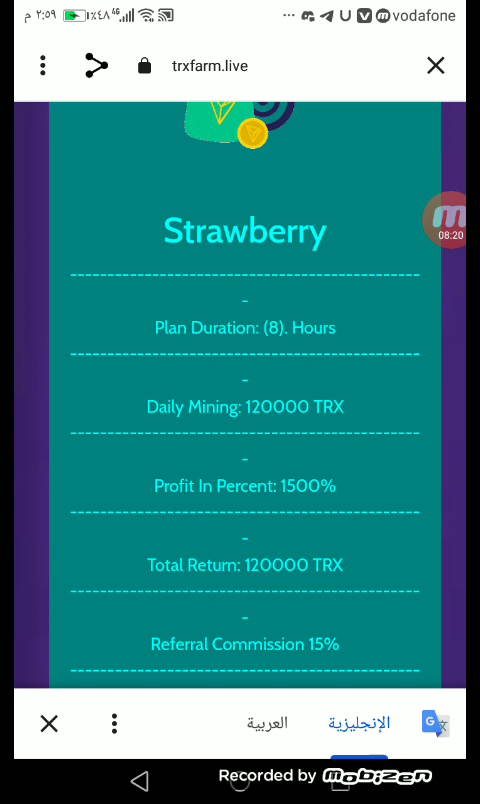 م ٢:٥٩ ٪٤٨ 4G vodafone
trxfarm.live
08:20
Strawberry
--------------------------------------------
-
Plan Duration: (8). Hours
--------------------------------------------
-
Daily Mining: 120000 TRX
--------------------------------------------
-
Profit In Percent: 1500%
--------------------------------------------
-
Total Return: 120000 TRX
--------------------------------------------
-
Referral Commission 15%
--------------------------------------------
العربية الإنجليزية
Recorded by Mobizen